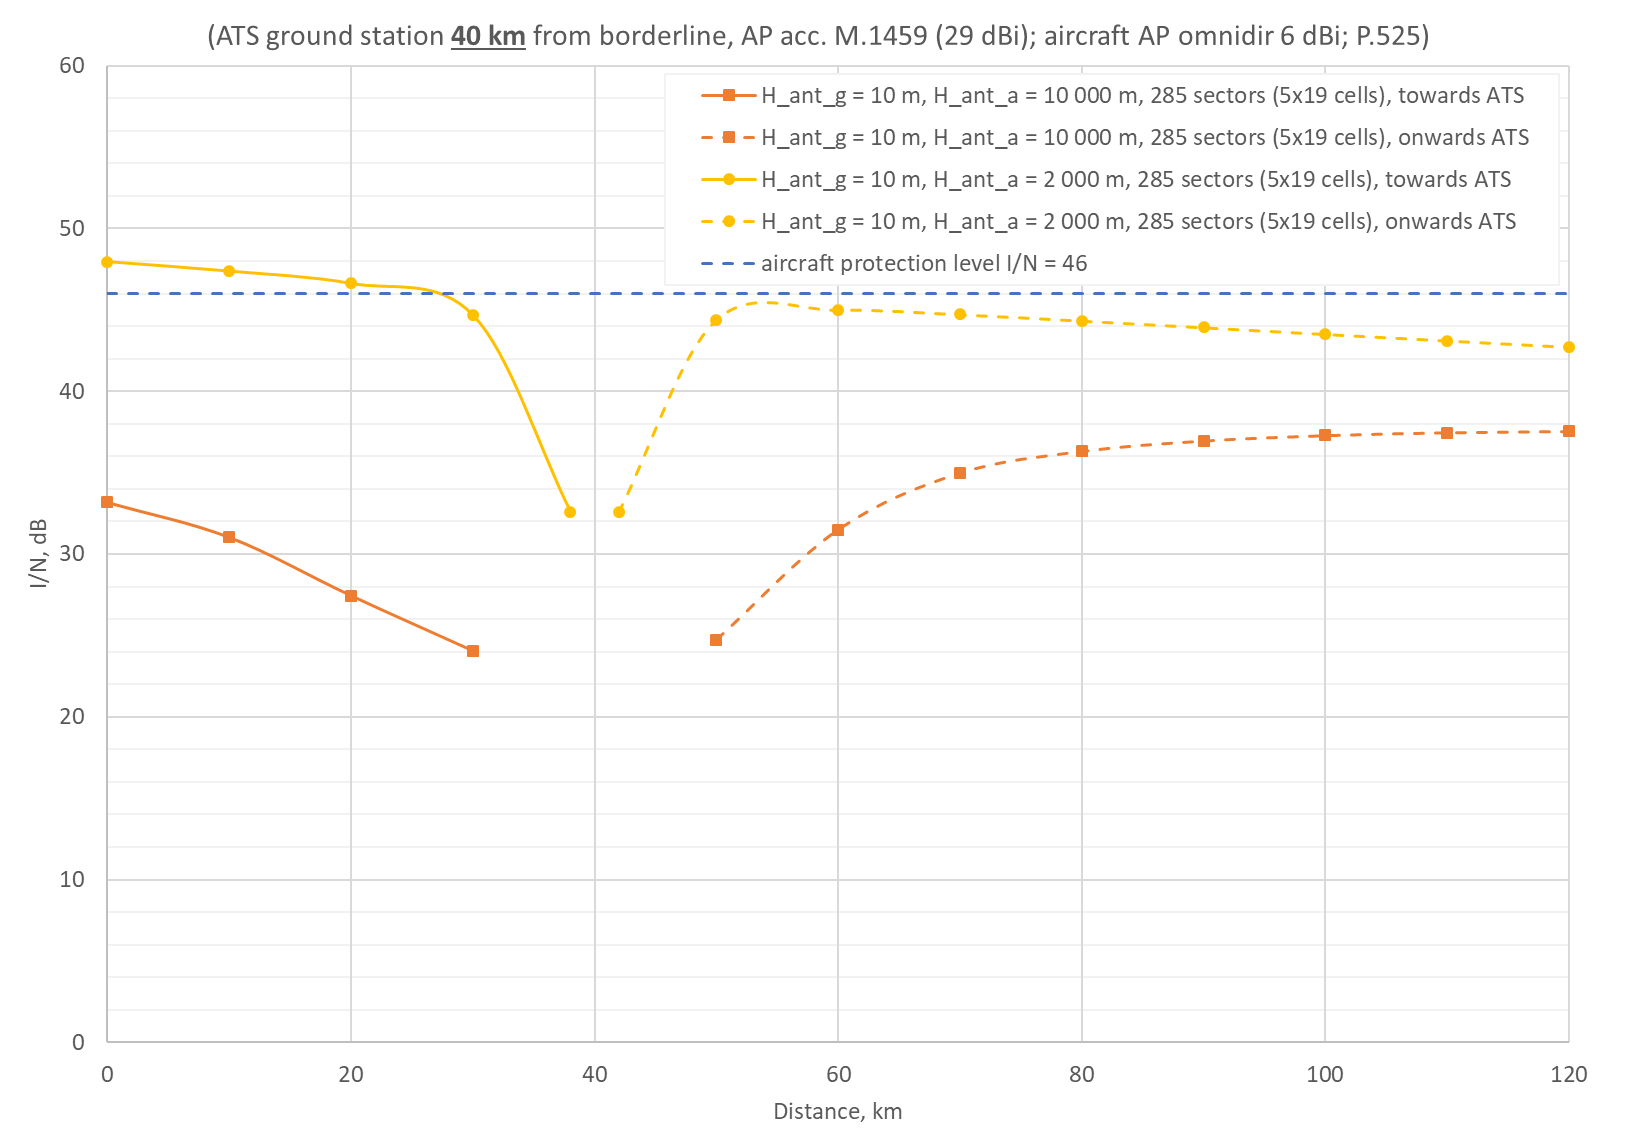 (ATS ground station 40 km from borderline, AP acc. M.1459 (29 dBi); aircraft AP omnidir 6 dBi; P.525)
60
50
40
30
20
10
0
I/N, dB
H_ant_g = 10 m, H_ant_a = 10 000 m, 285 sectors (5x19 cells), towards ATS
H_ant_g = 10 m, H_ant_a = 10 000 m, 285 sectors (5x19 cells), onwards ATS
H_ant_g = 10 m, H_ant_a = 2 000 m, 285 sectors (5x19 cells), towards ATS
H_ant_g = 10 m, H_ant_a = 2 000 m, 285 sectors (5x19 cells), onwards ATS
aircraft protection level I/N = 46
0 20 40 60 80 100 120
Distance, km